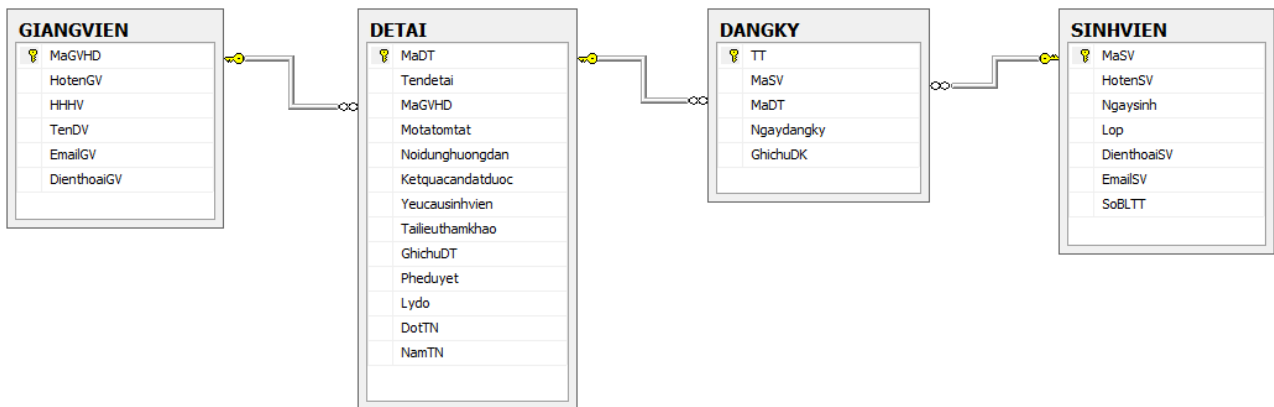 GIANGVIEN
MaGVHD
HotenGV
HHHV
TenDV
EmailGV
DienthoaiGV
DETAI
MaDT
Tendetai
MaGVHD
Motatomtat
Noidunghuongdan
Ketquacandatduoc
Yeucausinhvien
Tailieuthamkhao
GhichuDT
Pheduyet
Lydo
DotTN
NamTN
DANGKY
TT
MaSV
MaDT
Ngaydangky
GhichuDK
SINHVIEN
MaSV
HotenSV
Ngaysinh
Lop
DienthoaiSV
EmailSV
SoBLTT